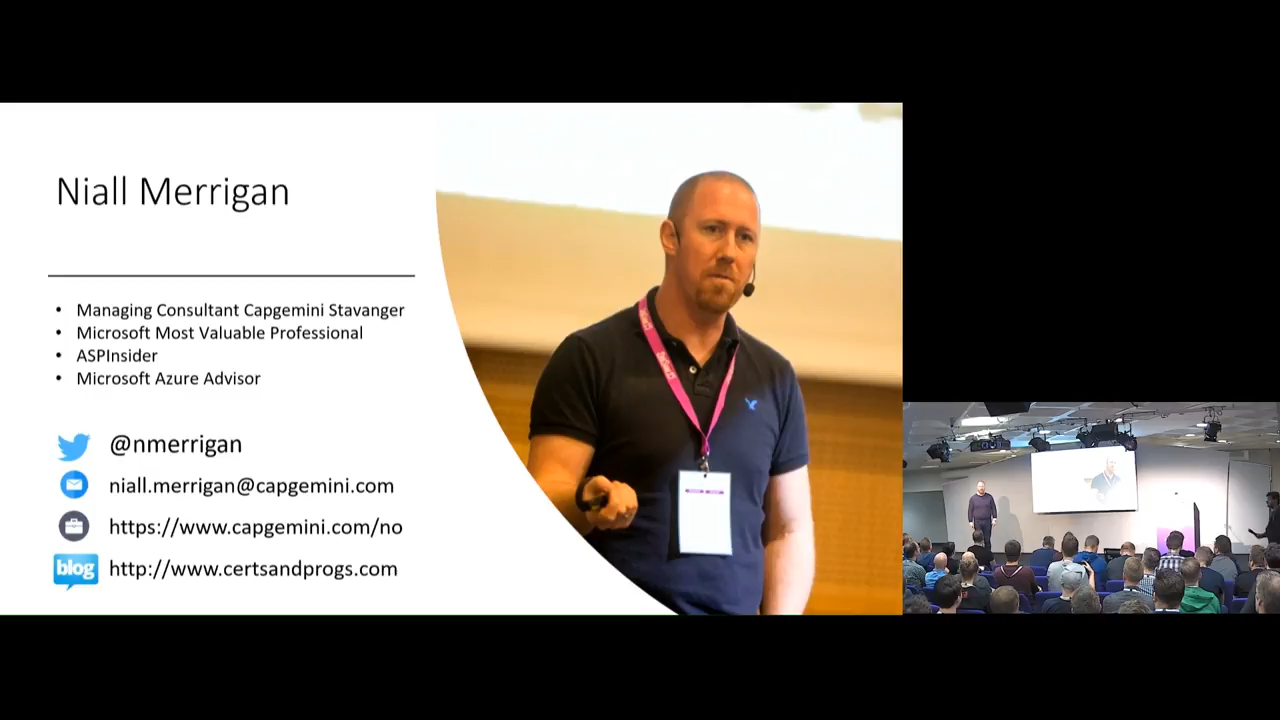 Niall Merrigan
• Managing Consultant Capgemini Stavanger
• Microsoft Most Valuable Professional
• ASPInsider
• Microsoft Azure Advisor
@nmerrigan
niall.merrigan@capgemini.com
https://www.capgemini.com/no
blog http://www.certsandprogs.com